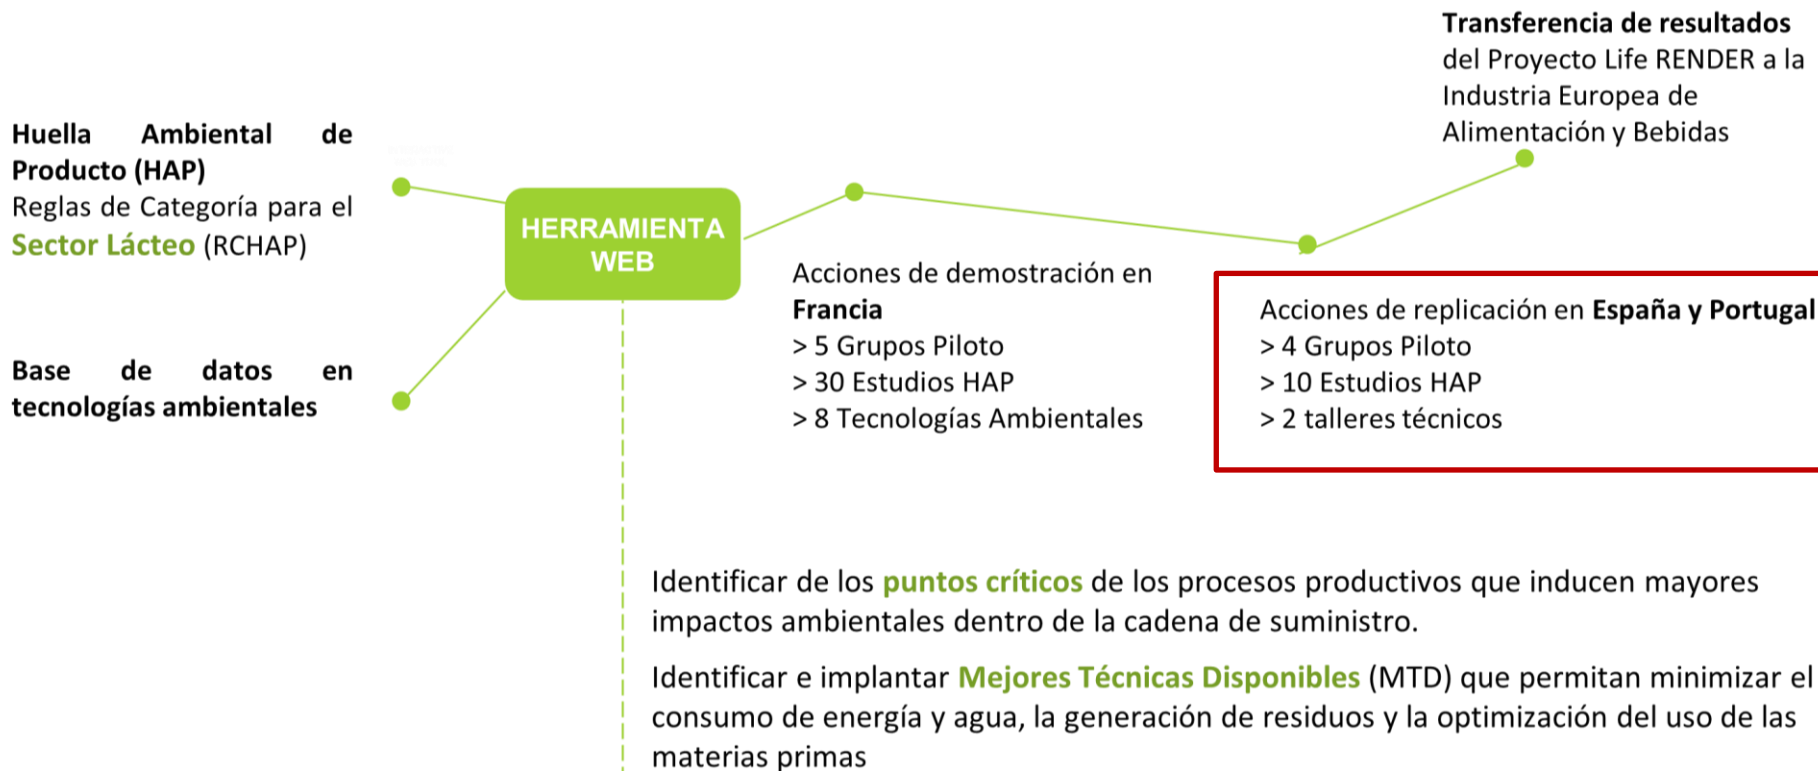 Huella Ambiental de
Producto (HAP)
Reglas de Categoría para el
Sector Lácteo (RCHAP)
Base de datos en
tecnologías ambientales
HERRAMIENTA
WEB
Acciones de demostración en
Francia
> 5 Grupos Piloto
> 30 Estudios HAP
> 8 Tecnologías Ambientales
Transferencia de resultados
del Proyecto Life RENDER a la
Industria Europea de
Alimentación y Bebidas
Acciones de replicación en España y Portugal
> 4 Grupos Piloto
> 10 Estudios HAP
> 2 talleres técnicos
Identificar de los puntos críticos de los procesos productivos que inducen mayores
impactos ambientales dentro de la cadena de suministro.
Identificar e implantar Mejores Técnicas Disponibles (MTD) que permitan minimizar el
consumo de energía y agua, la generación de residuos y la optimización del uso de las
materias primas